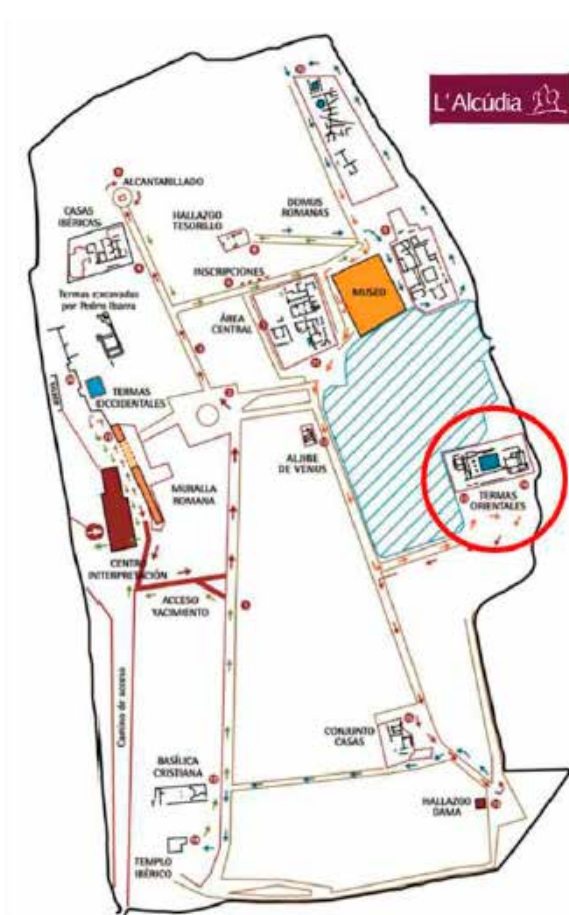 L'Alcúdia
ALCANTARILLADO
CASAS
IBÉRICAS
HALLAZGO
TESORILLO
DOMUS
ROMANAS
INSCRIPCIONES
MUSEO
Termas excavadas
por Pedro Ibarra
ÁREA
CENTRAL
TERMAS
OCCIDENTALES
ALJIBE
DE VENUS
TERMAS
ORIENTALES
MURALLA
ROMANA
CENTRO
INTERPRETACIÓN
ACCESO
YACIMIENTO
Camino de acceso
CONJUNTO
CASAS
BASÍLICA
CRISTIANA
HALLAZGO
DAMA
TEMPLO
IBÉRICO